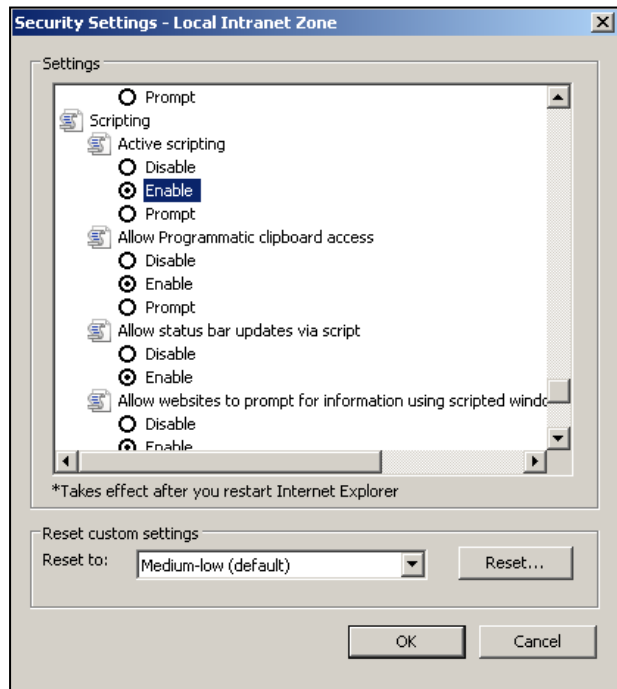 Security Settings - Local Intranet Zone
Settings
Prompt
Scripting
Active scripting
Disable
Enable
Prompt
Allow Programmatic clipboard access
Disable
Enable
Prompt
Allow status bar updates via script
Disable
Enable
Allow websites to prompt for information using scripted
Disable
Enable
*Takes effect after you restart Internet Explorer
Reset custom settings
Reset to:
Medium-low (default)
Reset...
OK
Cancel